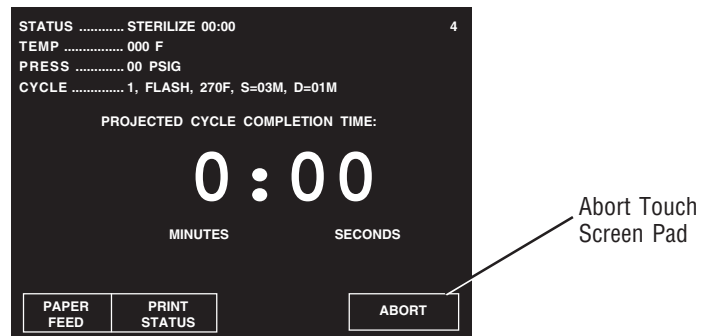 STATUS ........... STERILIZE 00:00 4
TEMP ................ 000 F
PRESS ............. 00 PSIG
CYCLE .............. 1, FLASH, 270F, S=03M, D=01M
PROJECTED CYCLE COMPLETION TIME:
0:00
MINUTES SECONDS
Abort Touch
Screen Pad
PAPER
FEED
PRINT
STATUS
ABORT